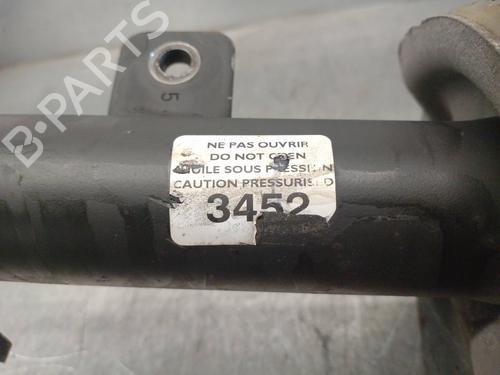 5
NE PAS OUVRIR
DO NOT OPEN
HUILE SOUS PRESSION
CAUTION PRESSURISED
3452
B-PARTS